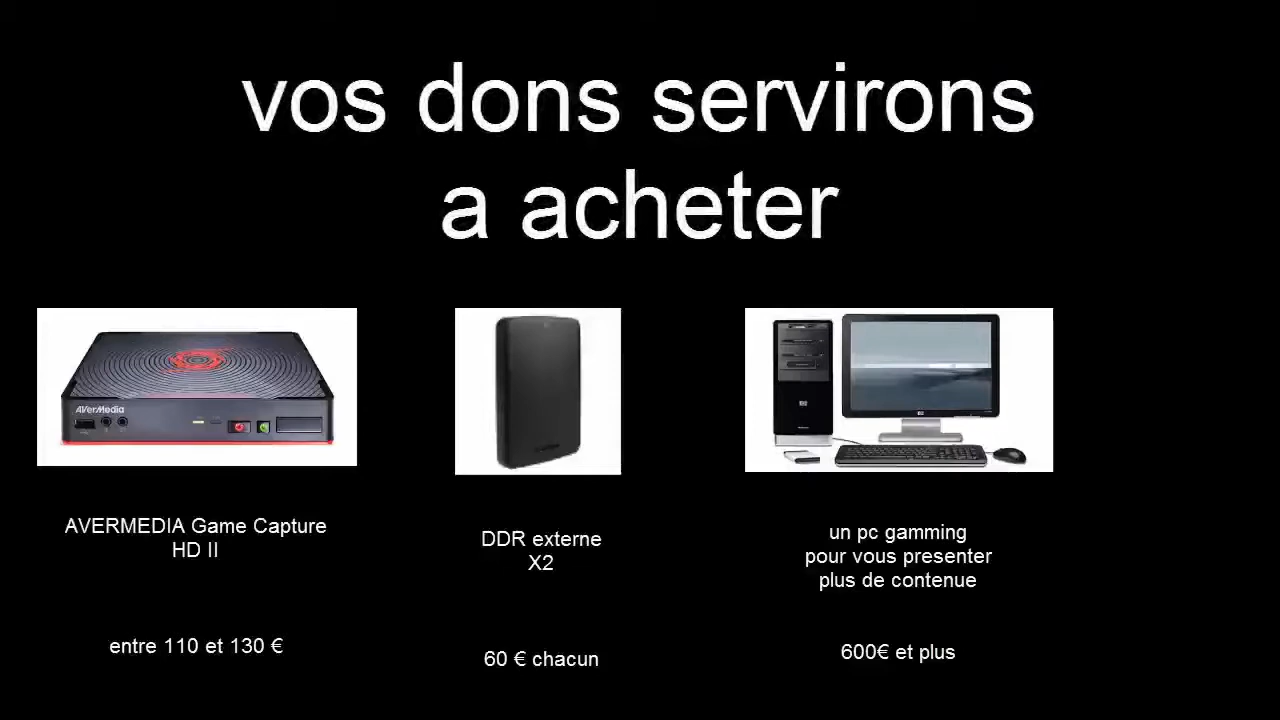 vos dons servirons
a acheter
AVerMedia
AVERMEDIA Game Capture
HD II
entre 110 et 130 €
DDR externe
X2
60 € chacun
un pc gamming
pour vous presenter
plus de contenue
600€ et plus